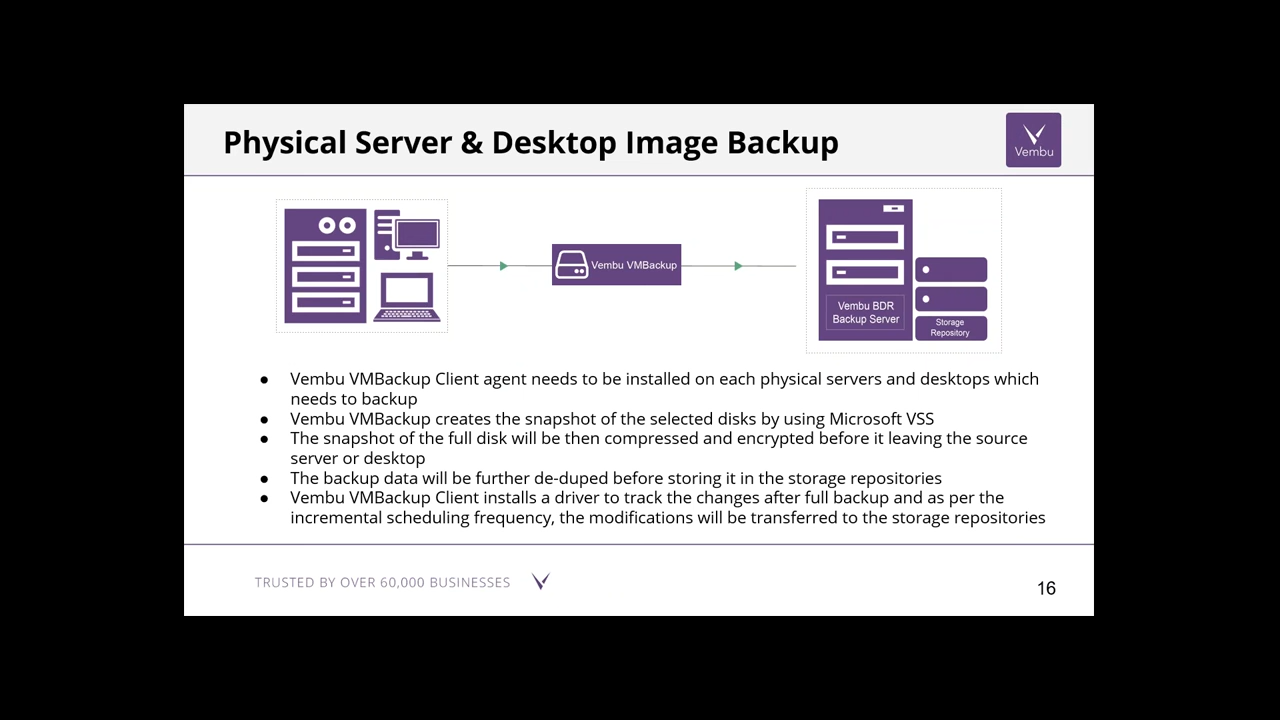 Physical Server & Desktop Image Backup
Vembu
Vembu VMBackup
Vembu BDR
Backup Server
Storage
Repository
● Vembu VMBackup Client agent needs to be installed on each physical servers and desktops which
needs to backup
● Vembu VMBackup creates the snapshot of the selected disks by using Microsoft VSS
● The snapshot of the full disk will be then compressed and encrypted before it leaving the source
server or desktop
● The backup data will be further de-duped before storing it in the storage repositories
● Vembu VMBackup Client installs a driver to track the changes after full backup and as per the
incremental scheduling frequency, the modifications will be transferred to the storage repositories
TRUSTED BY OVER 60,000 BUSINESSES
16